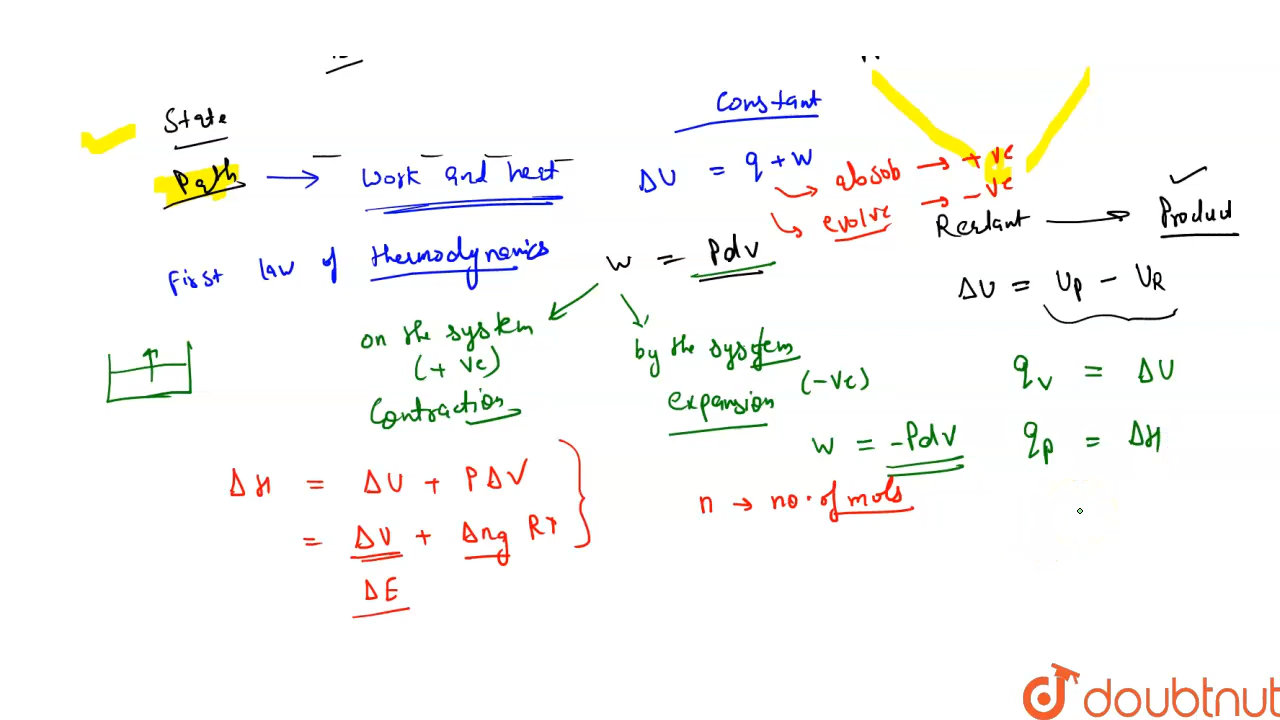 State
Path → work and heat
First law of thermodynamics
Constant
ΔU = q + w
absob → + ve
evolve → - ve
Reactant → Product
ΔU = UP - UR
w = Pdv
on the system
(+ ve)
Contraction
by the system
(-ve)
expansion
w = -Pdv
qv = ΔU
qp = ΔH
ΔH = ΔU + PΔV
= ΔU + Δng RT
ΔE
n → no. of mols
doubtnut